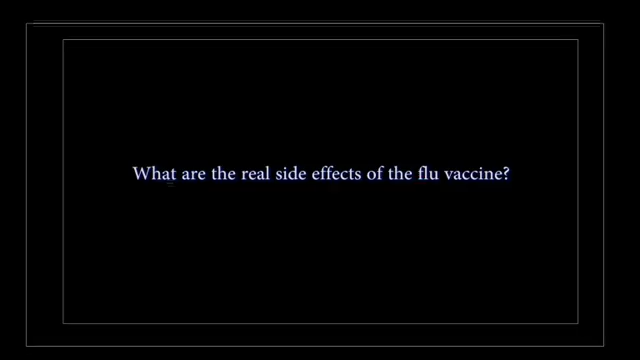 What are the real side effects of the flu vaccine?